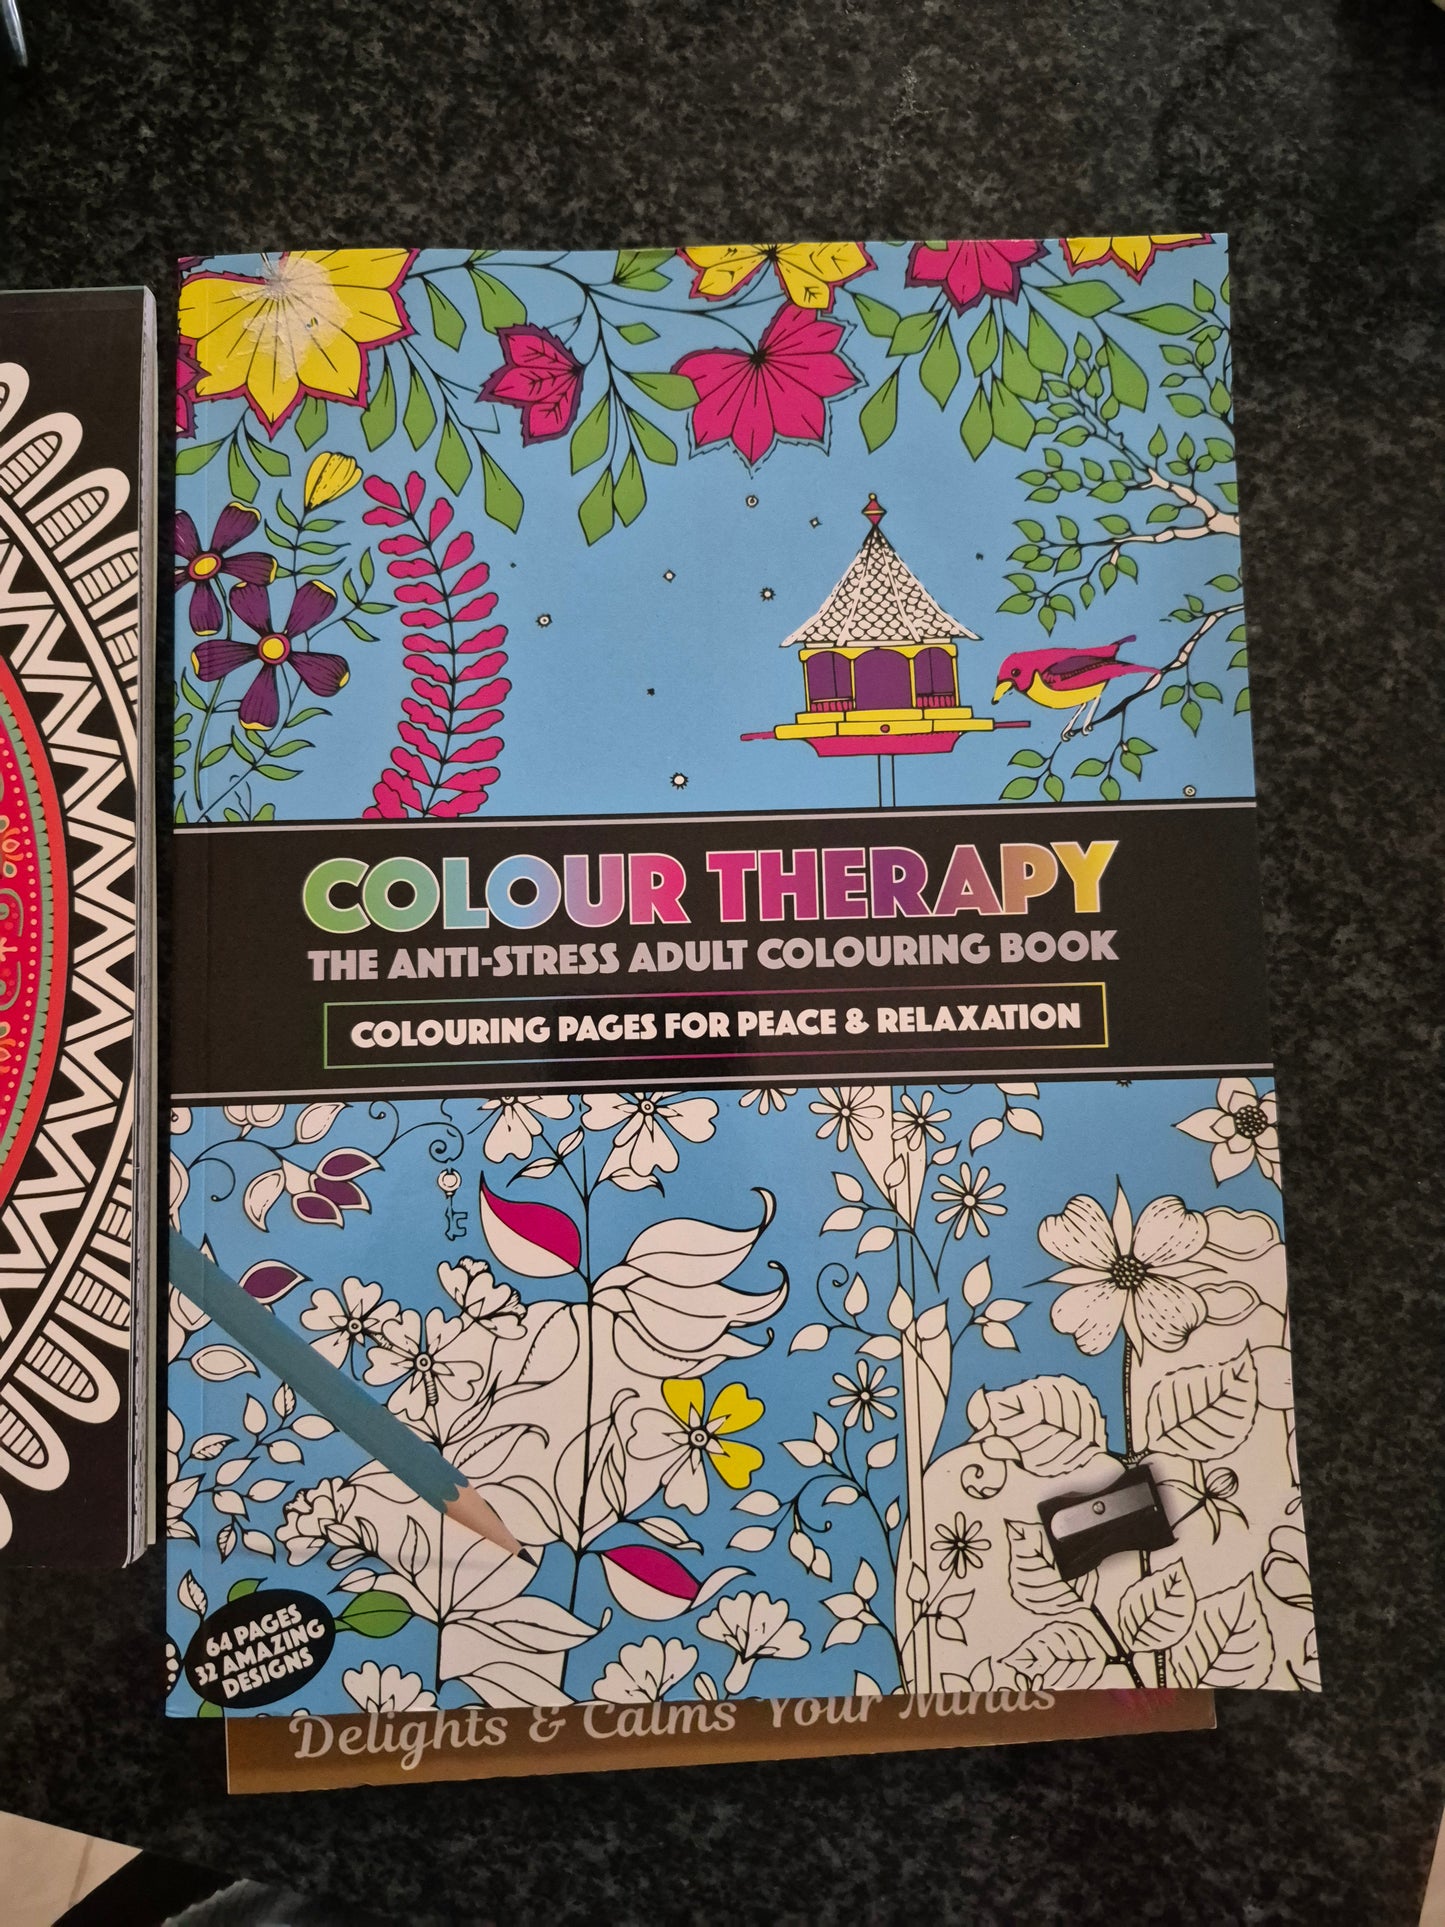 COLOUR THERAPY
THE ANTI-STRESS ADULT COLOURING BOOK
COLOURING PAGES FOR PEACE & RELAXATION
64 PAGES
32 AMAZING
DESIGNS
Delights & Calms Your Minds